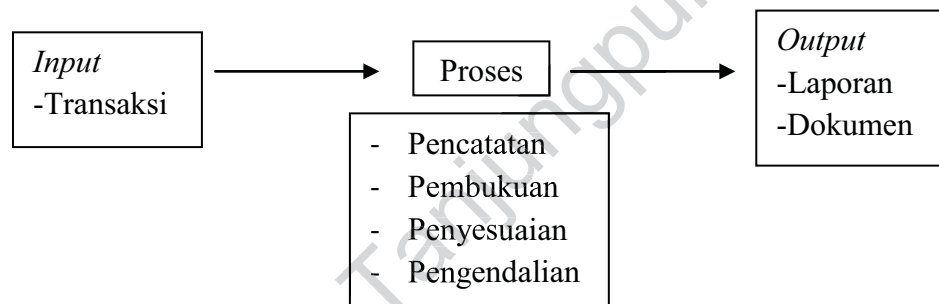 Input
-Transaksi
Proses
- Pencatatan
- Pembukuan
- Penyesuaian
- Pengendalian
Output
-Laporan
-Dokumen